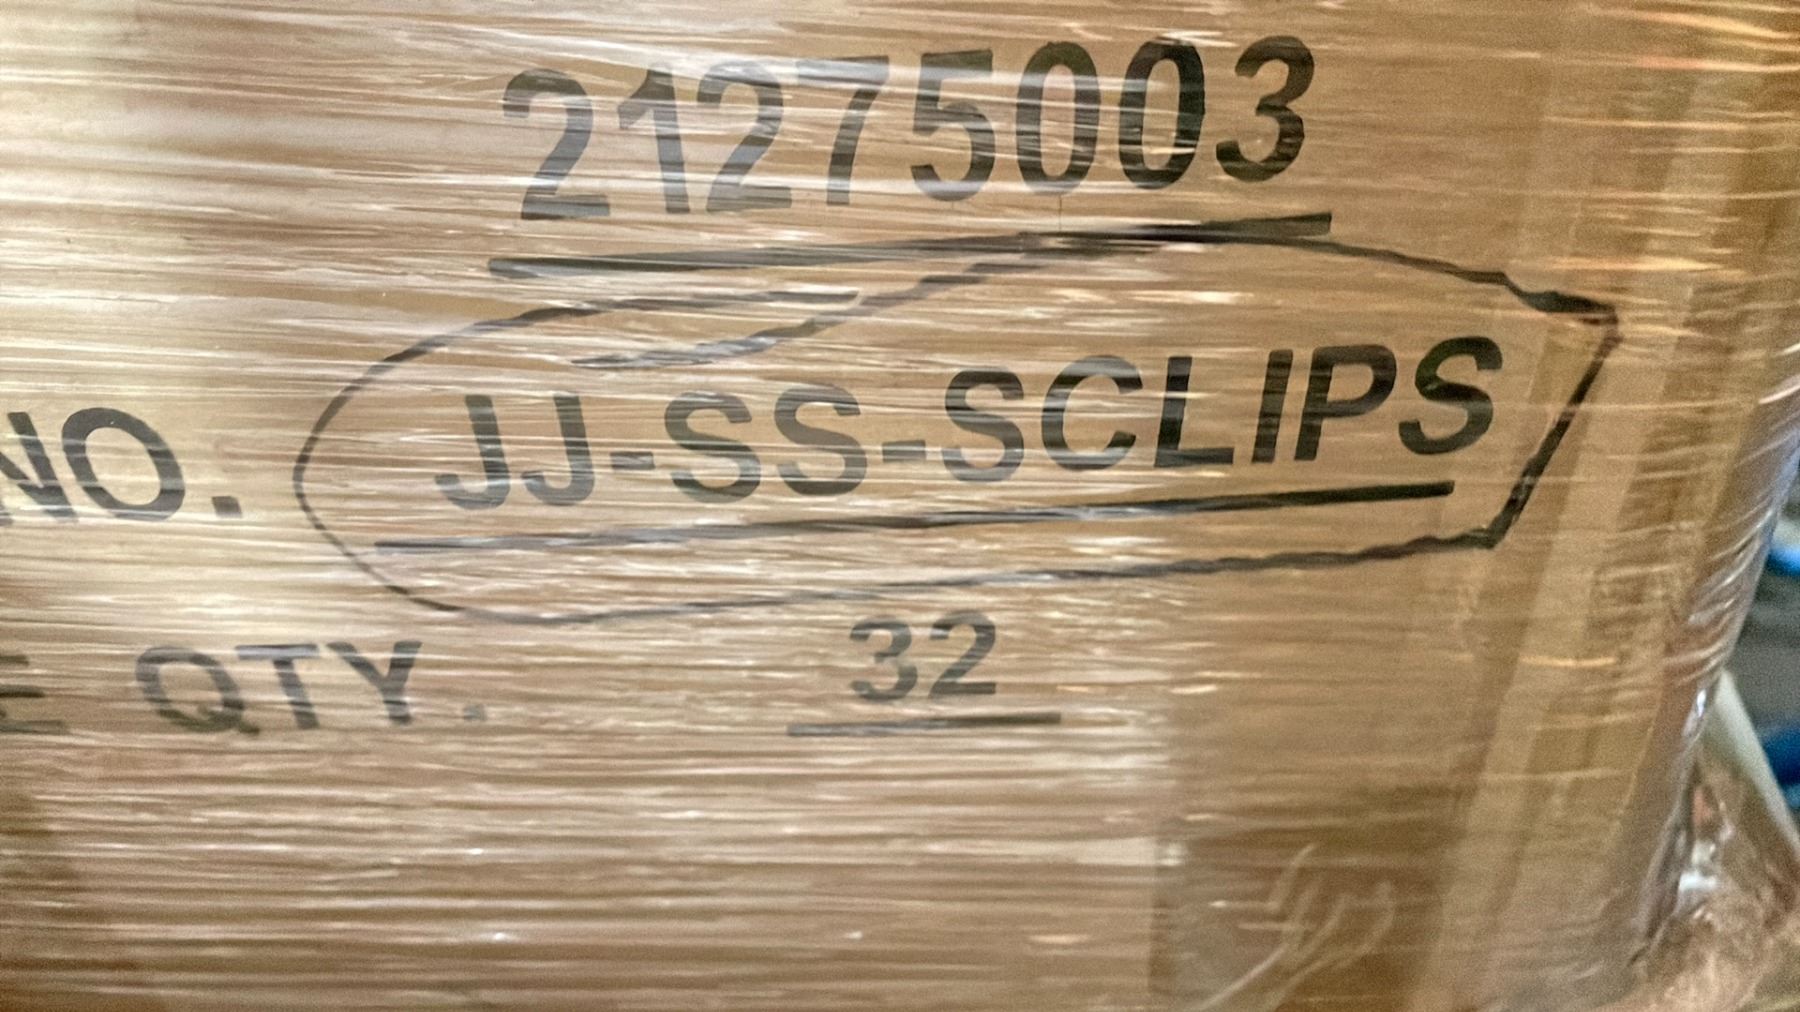 21275003
NO. JJ-SS-SCLIPS
E QTY. 32